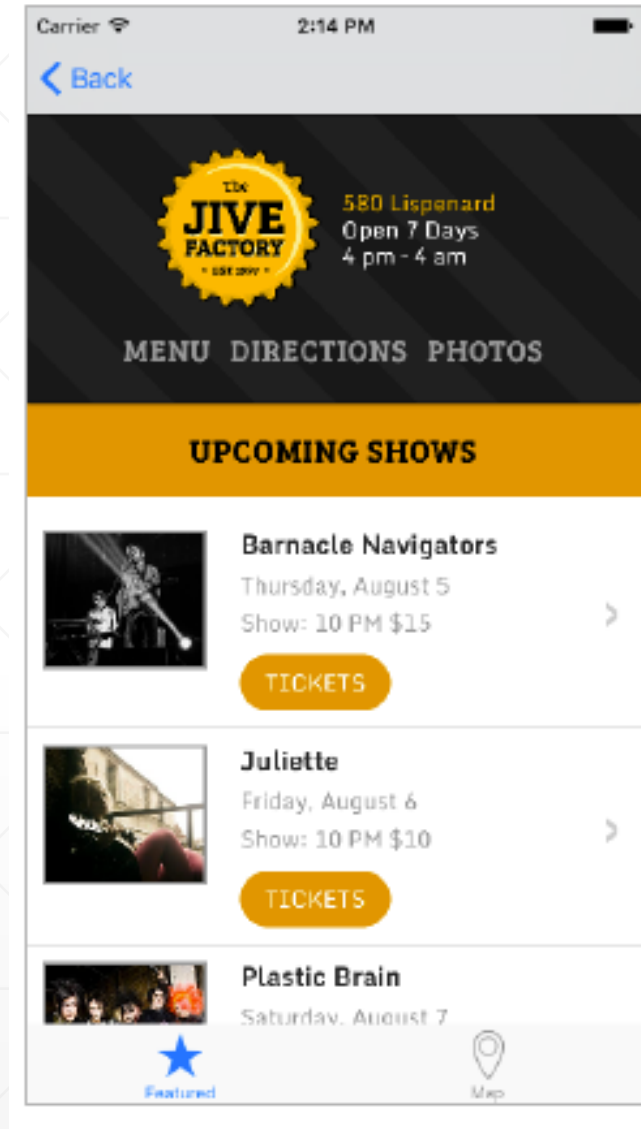 Carrier
2:14 PM
Back
The
JIVE
FACTORY
580 Lispenard
Open 7 Days
4 pm - 4 am
MENU DIRECTIONS PHOTOS
UPCOMING SHOWS
Barnacle Navigators
Thursday, August 5
Show: 10 PM $15
TICKETS
Juliette
Friday, August 6
Show: 10 PM $10
TICKETS
Plastic Brain
Saturday, August 7
Featured
Map